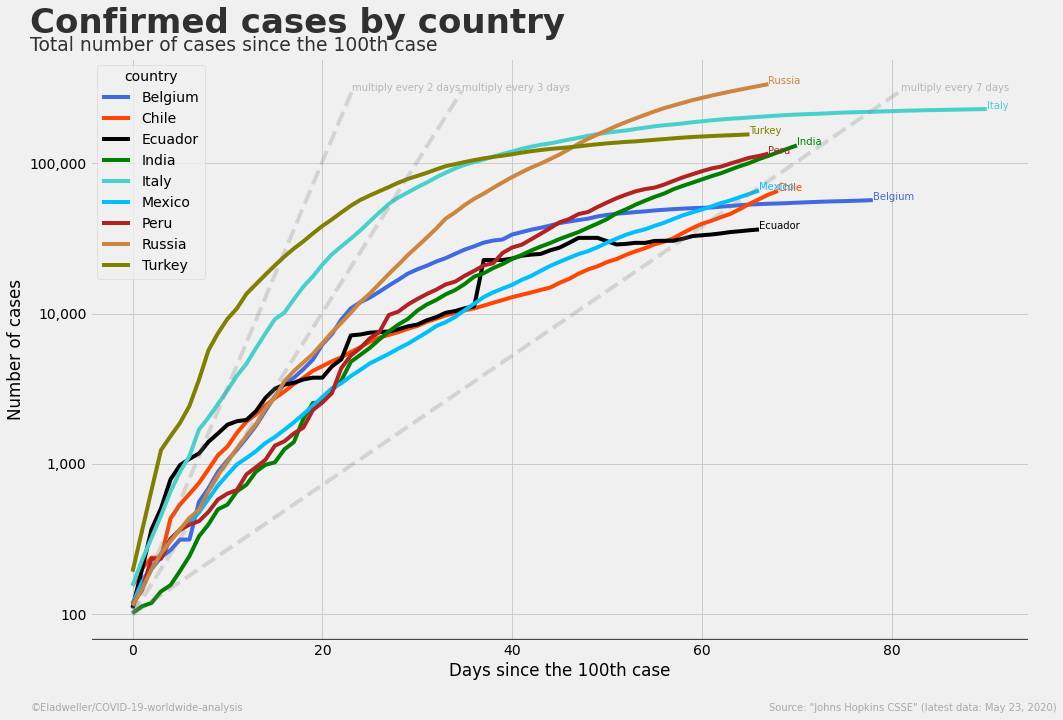 Confirmed cases by country
Total number of cases since the 100th case
country
Belgium
Chile
Ecuador
India
Italy
Mexico
Peru
Russia
Turkey
multiply every 2 days
multiply every 3 days
multiply every 7 days
Russia
Italy
Turkey
India
Peru
Mexico
Chile
Belgium
Ecuador
100,000
10,000
1,000
100
Number of cases
0 20 40 60 80
Days since the 100th case
©Eladweller/COVID-19-worldwide-analysis
Source: "Johns Hopkins CSSE" (latest data: May 23, 2020)